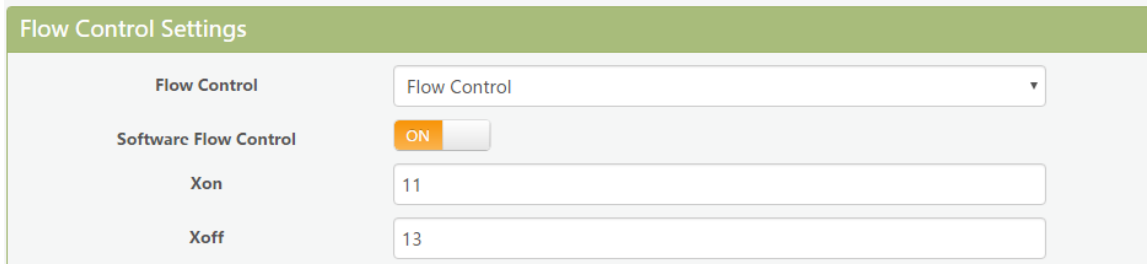 Flow Control Settings
Flow Control Flow Control
Software Flow Control ON
Xon 11
Xoff 13